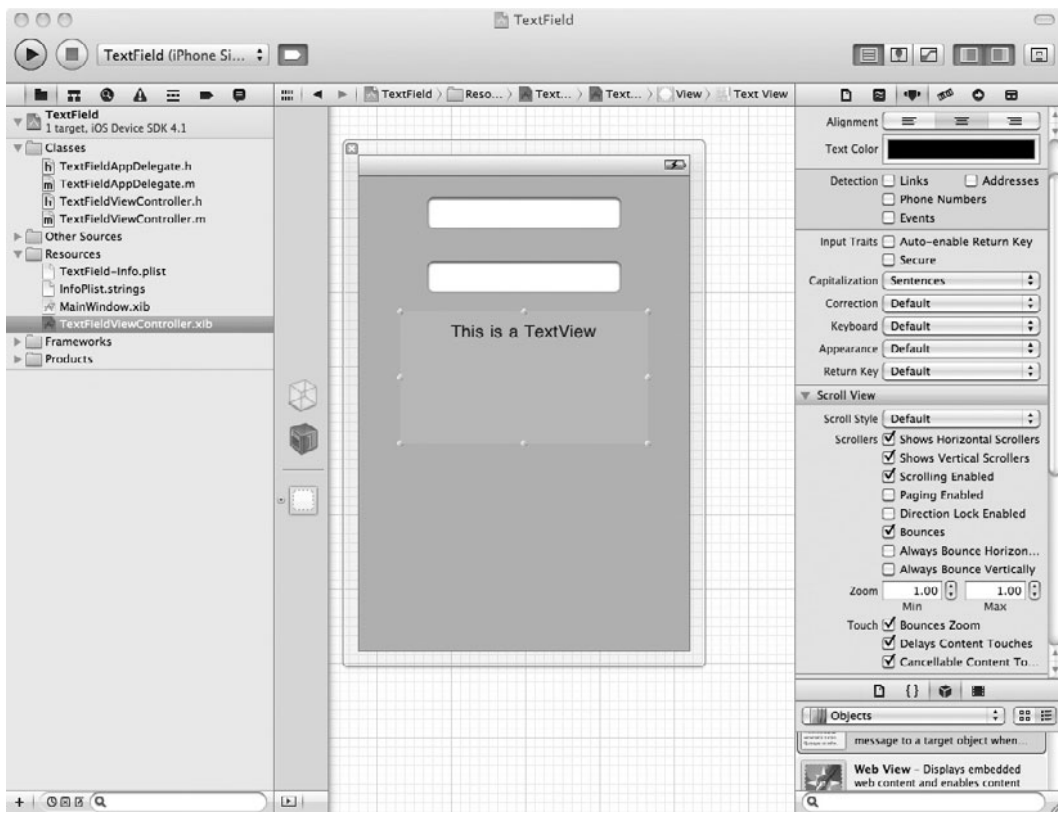 TextField
TextField (iPhone Si...
TextField
1 target, iOS Device SDK 4.1
Classes
TextFieldAppDelegate.h
TextFieldAppDelegate.m
TextFieldViewController.h
TextFieldViewController.m
Other Sources
Resources
TextField-Info.plist
InfoPlist.strings
MainWindow.xib
TextFieldViewController.xib
Frameworks
Products
TextField
Reso...
Text...
Text...
View
Text View
This is a TextView
Alignment
Text Color
Detection
Links
Addresses
Phone Numbers
Events
Input Traits
Auto-enable Return Key
Secure
Capitalization Sentences
Correction Default
Keyboard Default
Appearance Default
Return Key Default
Scroll View
Scroll Style Default
Scrollers
Shows Horizontal Scrollers
Shows Vertical Scrollers
Scrolling Enabled
Paging Enabled
Direction Lock Enabled
Bounces
Always Bounce Horizon...
Always Bounce Vertically
Zoom 1.00 1.00
Min Max
Touch
Bounces Zoom
Delays Content Touches
Cancellable Content To...
Objects
message to a target object when...
Web View - Displays embedded
web content and enables content